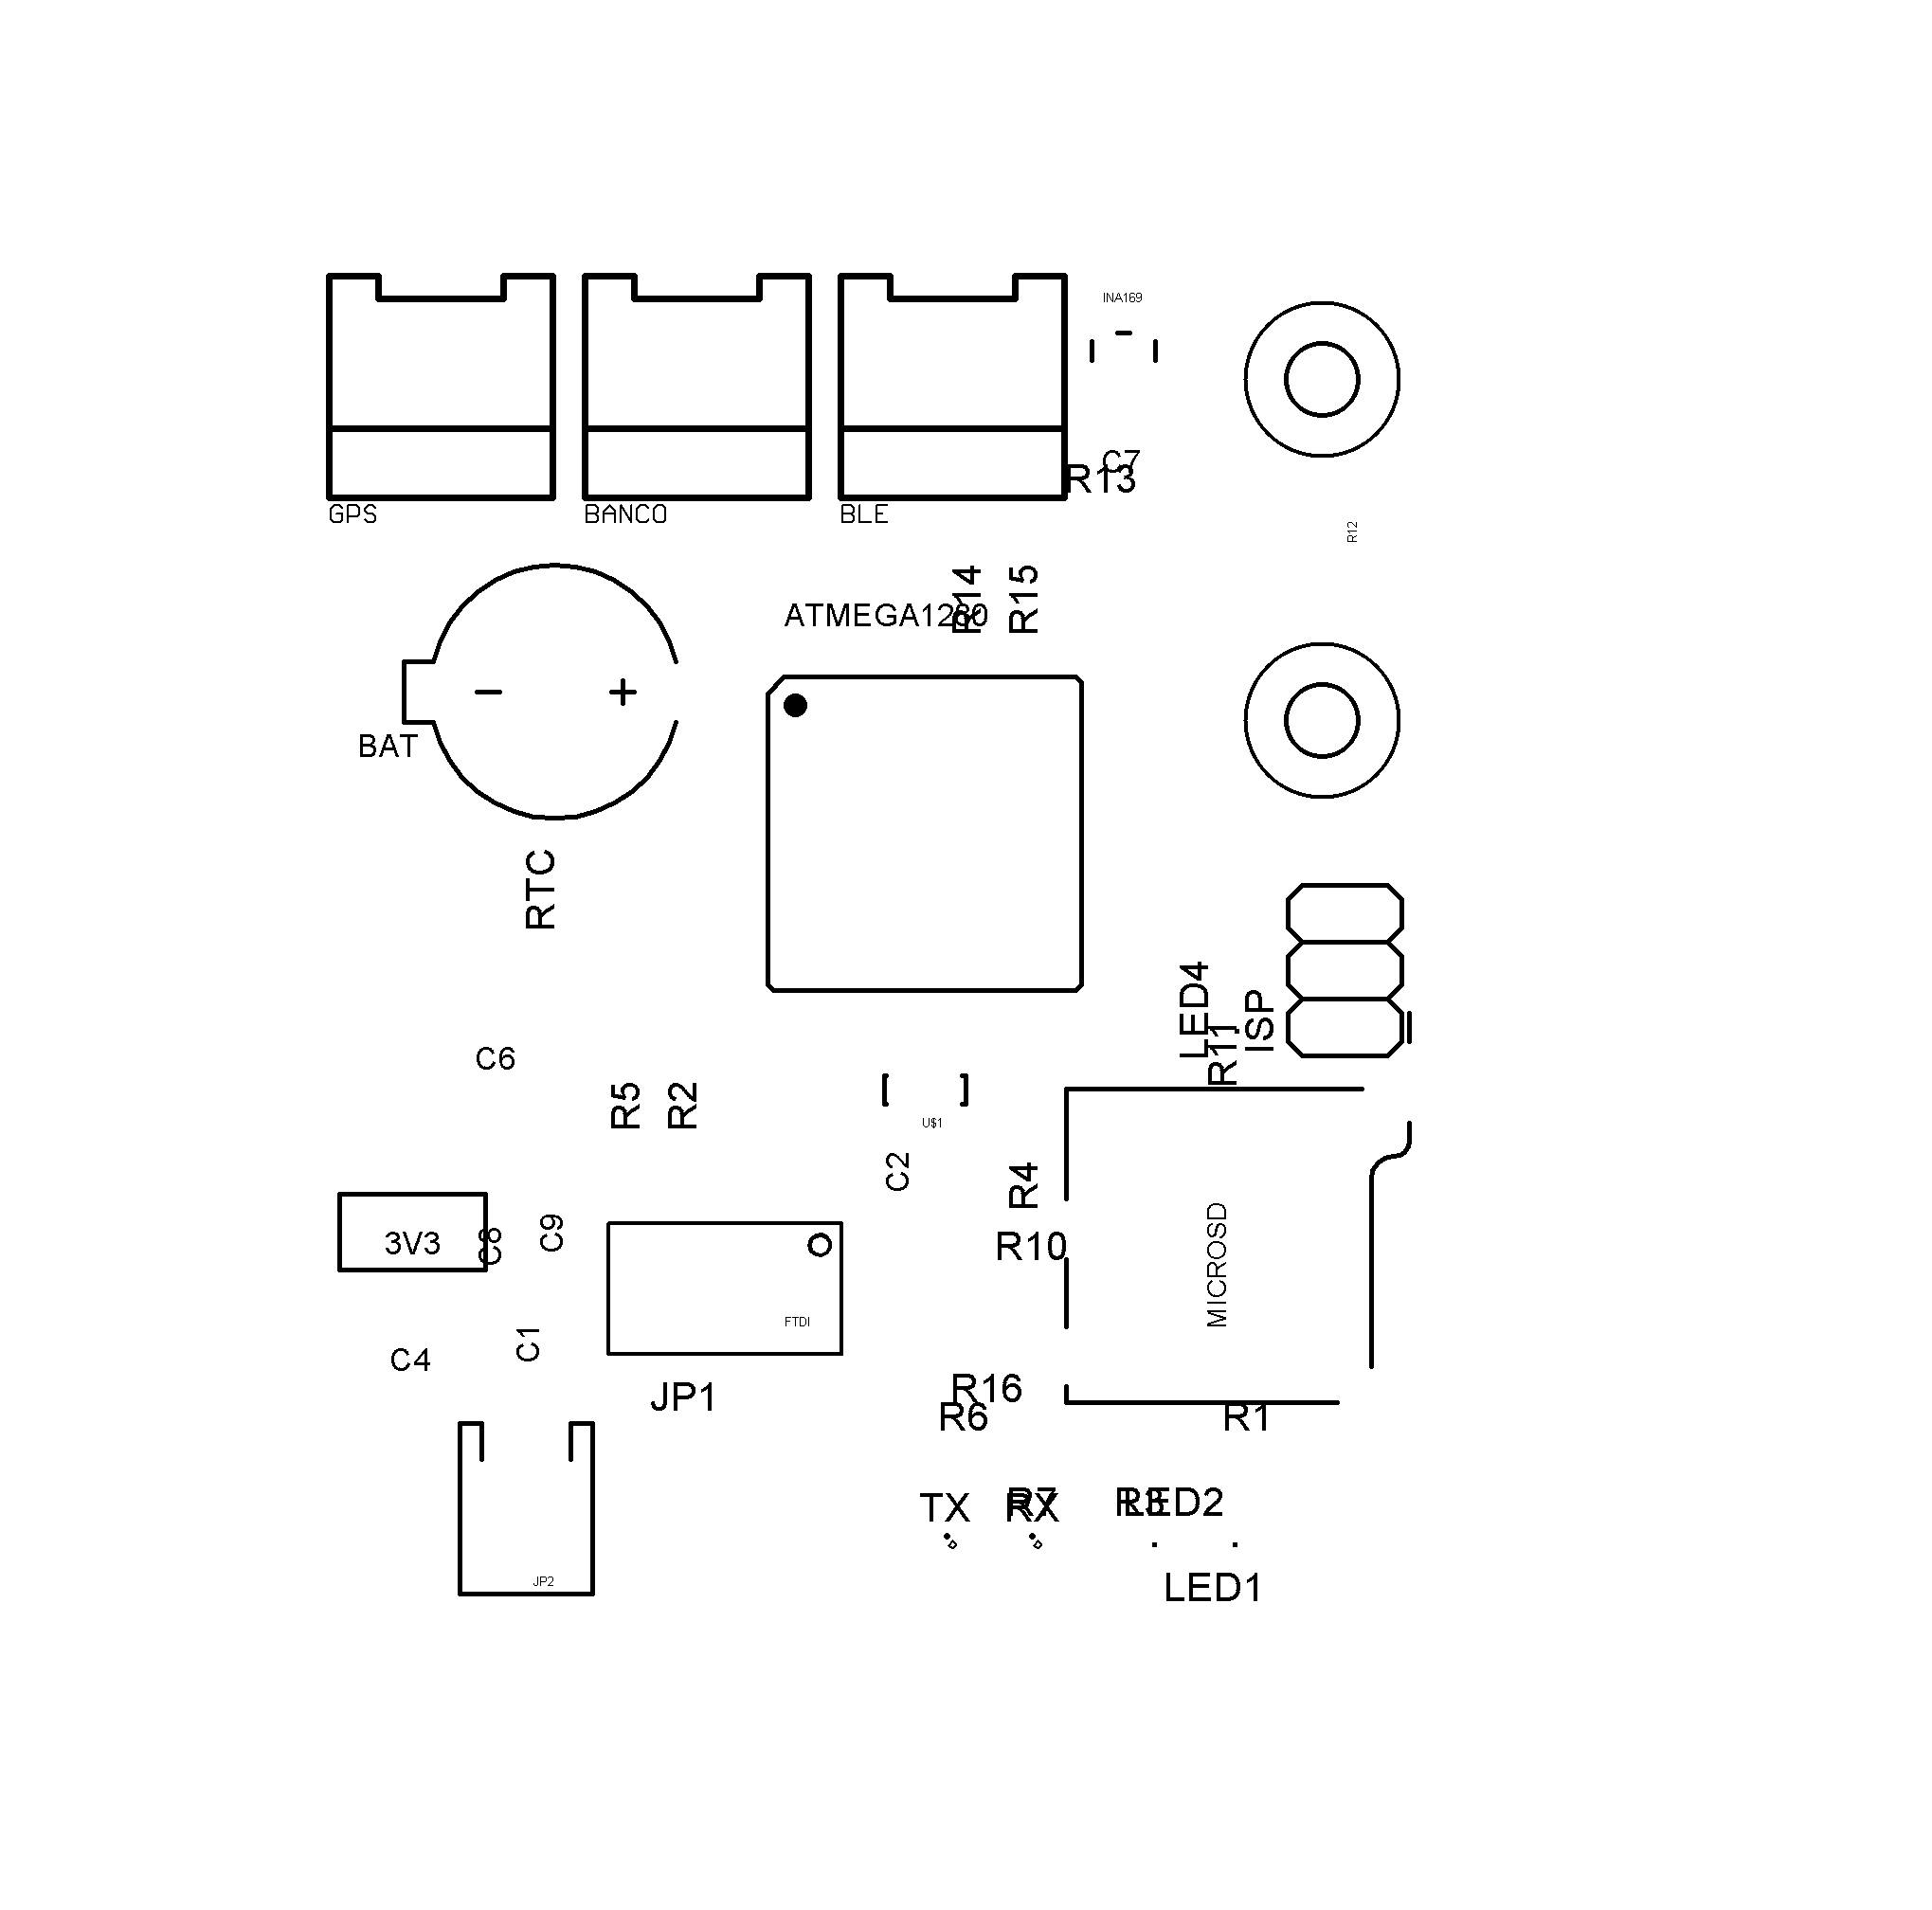 INA169
C7
R13
GPS
BANCO
BLE
R12
R14
R15
ATMEGA1280
BAT
RTC
LED4
ISP
R11
C6
R5
R2
U$1
C2
R4
MICROSD
3V3
C8
C9
R10
FTDI
C1
C4
JP1
R16
R6
R1
TX
R7
RX
R3
LED2
JP2
LED1